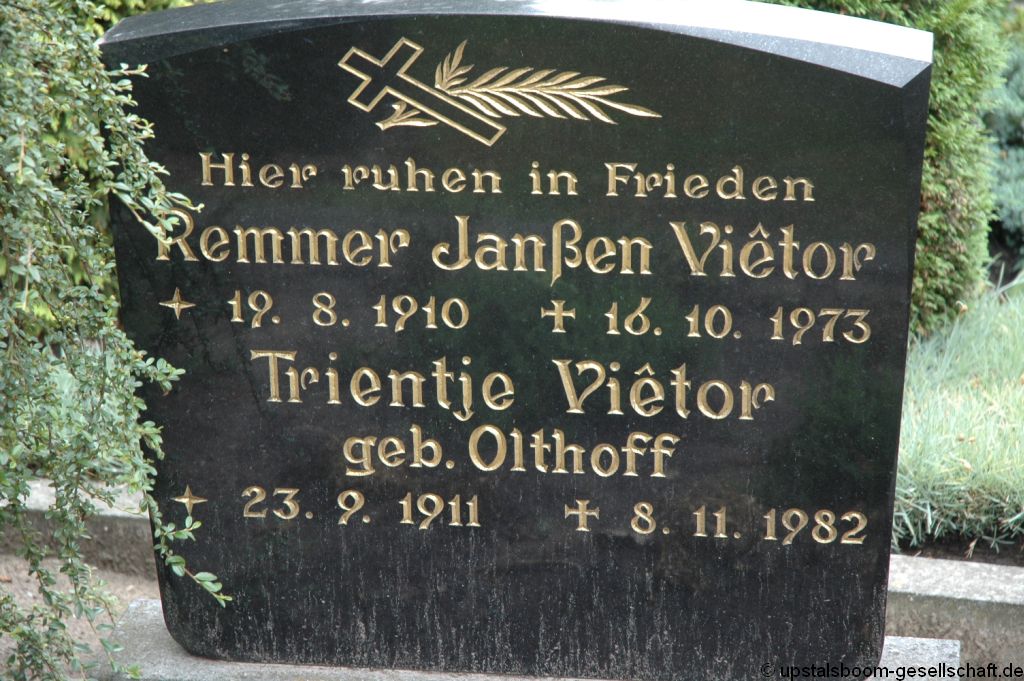 Hier ruhen in Frieden
Remmer Janßen Viêtor
19. 8. 1910 16. 10. 1973
Trientje Viêtor
geb. Olthoff
23. 9. 1911 8. 11. 1982
© upstalsboom-gesellschaft.de